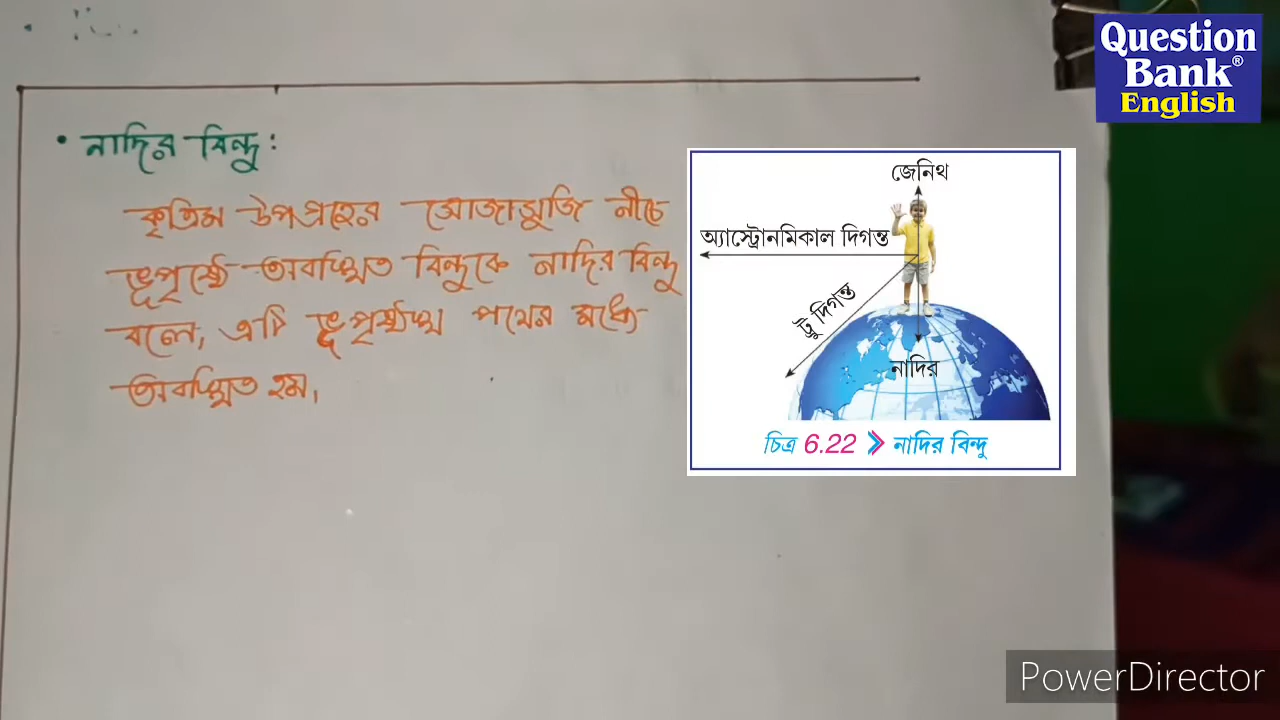 Question
Bank®
English
• নাদির বিন্দু :
কৃত্রিম উপগ্রহের সোজাসুজি নীচে
ভূপৃষ্ঠে অবস্থিত বিন্দুকে নাদির বিন্দু
বলে, এটি ভূপৃষ্ঠস্থ পথের মধ্যে
অবস্থিত হয়,
জেনিথ
অ্যাস্ট্রোনমিকাল দিগন্ত
ট্রু দিগন্ত
নাদির
চিত্র 6.22 নাদির বিন্দু
PowerDirector